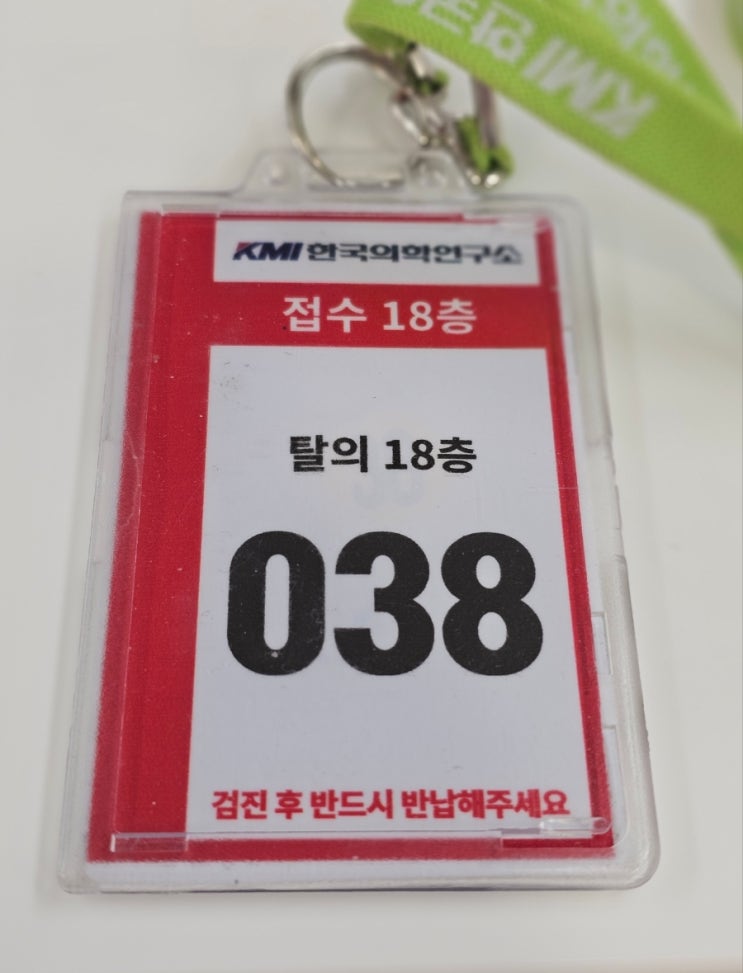 KMI
KMI 한국의학연구소
접수 18층
탈의 18층
038
검진 후 반드시 반납해주세요